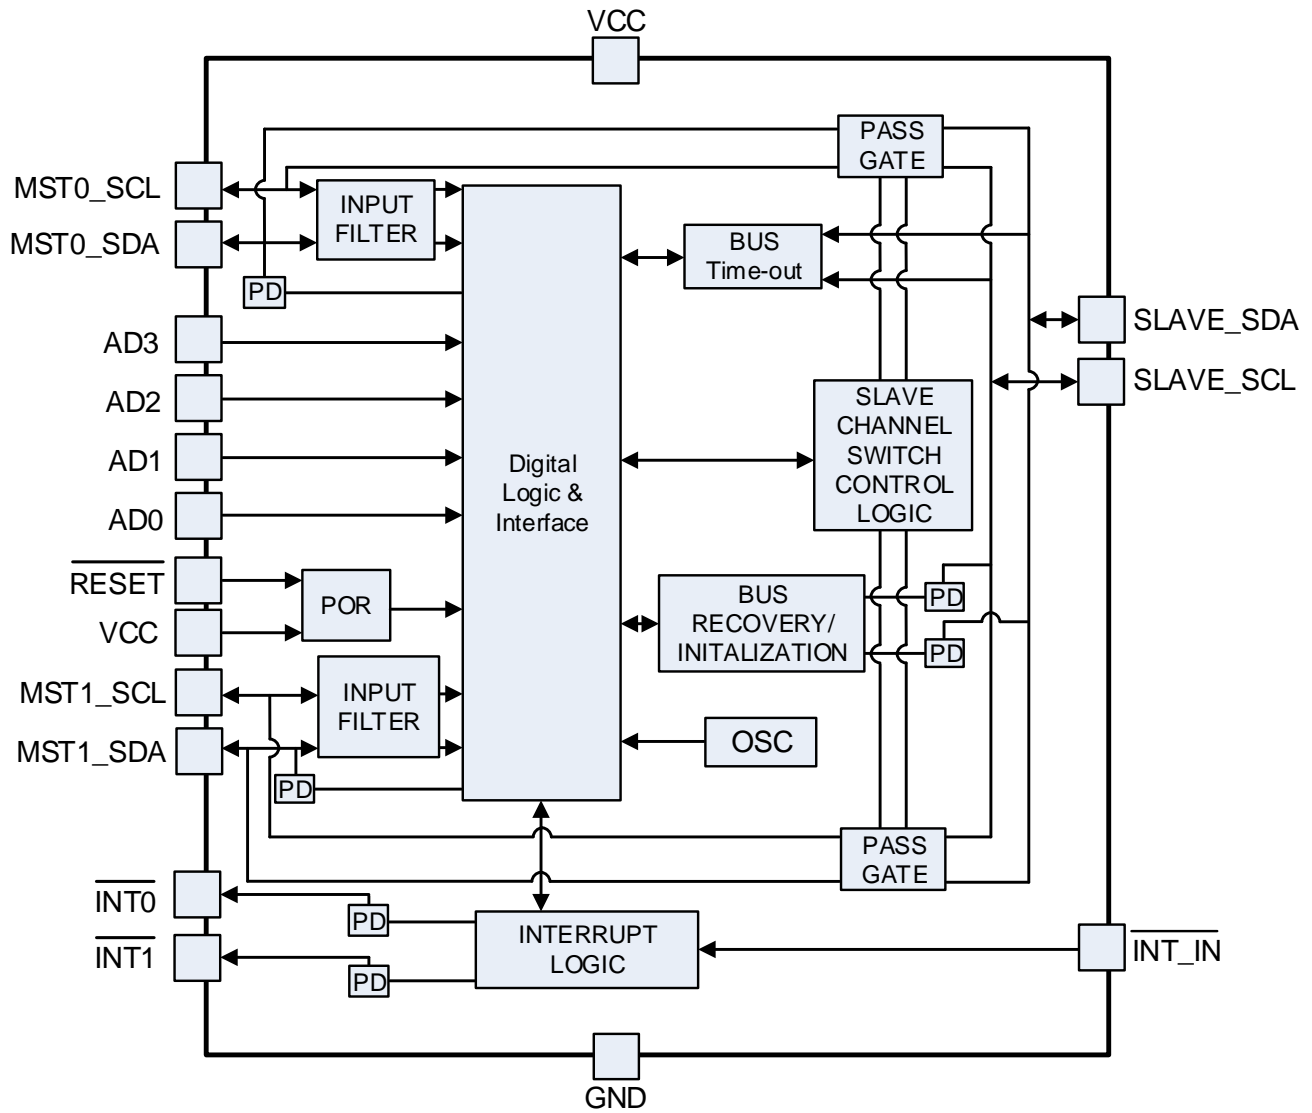 VCC
PASS
GATE
MST0_SCL
MST0_SDA
INPUT
FILTER
PD
BUS
Time-out
AD3
AD2
AD1
AD0
SLAVE_SDA
SLAVE_SCL
SLAVE
CHANNEL
SWITCH
CONTROL
LOGIC
Digital
Logic &
Interface
RESET
VCC
POR
BUS
RECOVERY/
INITALIZATION
PD
PD
MST1_SCL
MST1_SDA
INPUT
FILTER
PD
OSC
PASS
GATE
INT0
INT1
PD
PD
INTERRUPT
LOGIC
INT_IN
GND